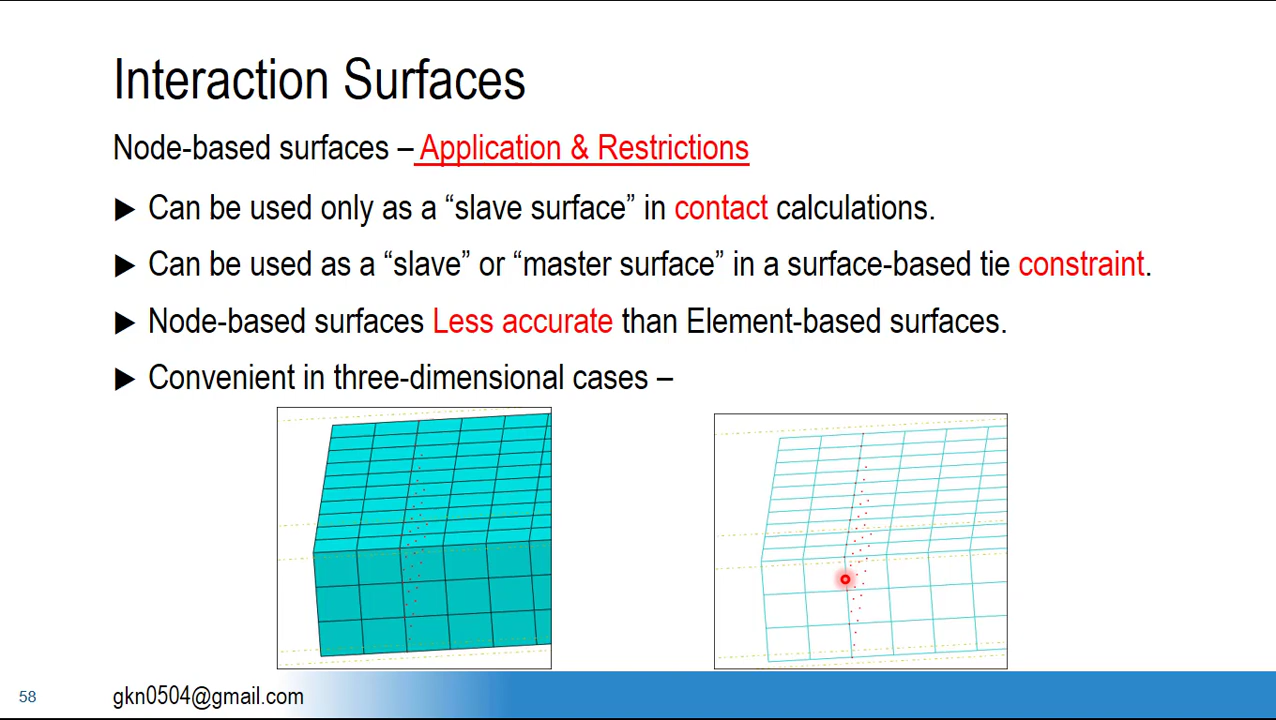 Interaction Surfaces
Node-based surfaces – Application & Restrictions
▶ Can be used only as a “slave surface” in contact calculations.
▶ Can be used as a “slave” or “master surface” in a surface-based tie constraint.
▶ Node-based surfaces Less accurate than Element-based surfaces.
▶ Convenient in three-dimensional cases –
58
gkn0504@gmail.com